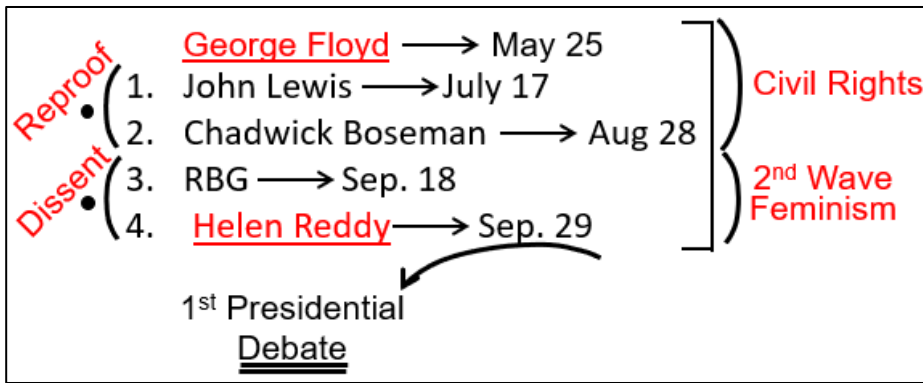 George Floyd → May 25
Reproof
1. John Lewis → July 17
Civil Rights
2. Chadwick Boseman → Aug 28
Dissent
3. RBG → Sep. 18
2nd Wave
Feminism
4. Helen Reddy → Sep. 29
1st Presidential
Debate